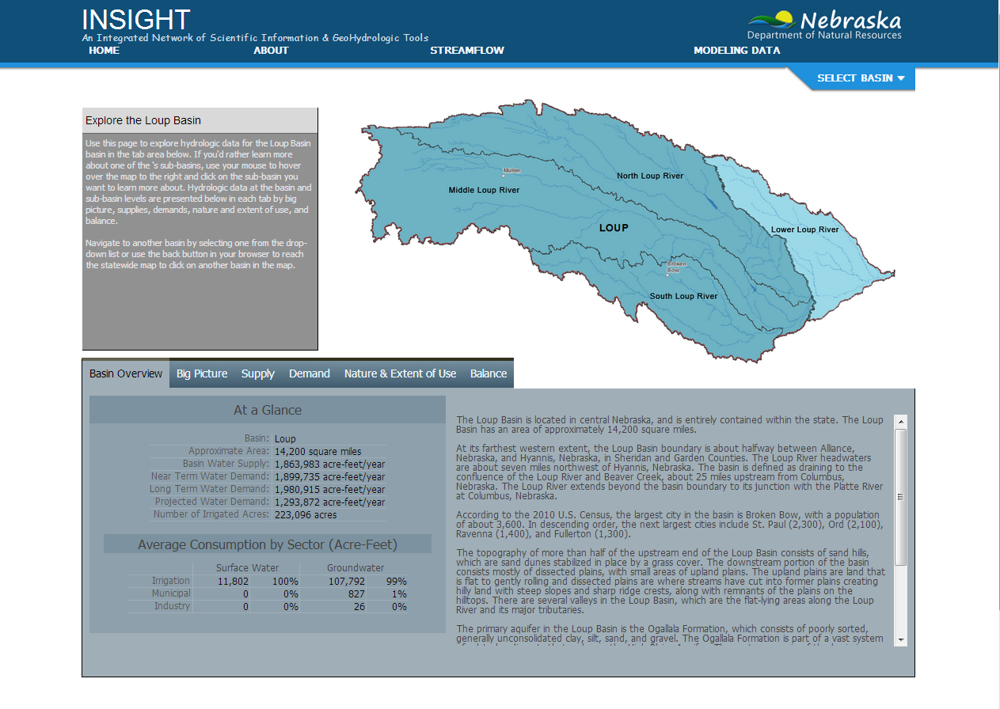 INSIGHT
An Integrated Network of Scientific Information & GeoHydrologic Tools
Nebraska
Department of Natural Resources
HOME ABOUT STREAMFLOW MODELING DATA
SELECT BASIN
Explore the Loup Basin
Use this page to explore hydrologic data for the Loup Basin
basin in the tab area below. If you'd rather learn more
about one of the 's sub-basins, use your mouse to hover
over the map to the right and click on the sub-basin you
want to learn more about. Hydrologic data at the basin and
sub-basin levels are presented below in each tab by big
picture, supplies, demands, nature and extent of use, and
balance.
Navigate to another basin by selecting one from the drop-
down list or use the back button in your browser to reach
the statewide map to click on another basin in the map.
Mullen
North Loup River
Middle Loup River
LOUP
Lower Loup River
Broken
Bow
South Loup River
Basin Overview Big Picture Supply Demand Nature & Extent of Use Balance
At a Glance
Basin: Loup
Approximate Area: 14,200 square miles
Basin Water Supply: 1,863,983 acre-feet/year
Near Term Water Demand: 1,899,735 acre-feet/year
Long Term Water Demand: 1,980,915 acre-feet/year
Projected Water Demand: 1,293,872 acre-feet/year
Number of Irrigated Acres: 223,096 acres
Average Consumption by Sector (Acre-Feet)
Surface Water Groundwater
Irrigation 11,802 100% 107,792 99%
Municipal 0 0% 827 1%
Industry 0 0% 26 0%
The Loup Basin is located in central Nebraska, and is entirely contained within the state. The Loup
Basin has an area of approximately 14,200 square miles.
At its farthest western extent, the Loup Basin boundary is about halfway between Alliance,
Nebraska, and Hyannis, Nebraska, in Sheridan and Garden Counties. The Loup River headwaters
are about seven miles northwest of Hyannis, Nebraska. The basin is defined as draining to the
confluence of the Loup River and Beaver Creek, about 25 miles upstream from Columbus,
Nebraska. The Loup River extends beyond the basin boundary to its junction with the Platte River
at Columbus, Nebraska.
According to the 2010 U.S. Census, the largest city in the basin is Broken Bow, with a population
of about 3,600. In descending order, the next largest cities include St. Paul (2,300), Ord (2,100),
Ravenna (1,400), and Fullerton (1,300).
The topography of more than half of the upstream end of the Loup Basin consists of sand hills,
which are sand dunes stabilized in place by a grass cover. The downstream portion of the basin
consists mostly of dissected plains, with small areas of upland plains. The upland plains are land that
is flat to gently rolling and dissected plains are where streams have cut into former plains creating
hilly land with steep slopes and sharp ridge crests, along with remnants of the plains on the
hilltops. There are several valleys in the Loup Basin, which are the flat-lying areas along the Loup
River and its major tributaries.
The primary aquifer in the Loup Basin is the Ogallala Formation, which consists of poorly sorted,
generally unconsolidated clay, silt, sand, and gravel. The Ogallala Formation is part of a vast system